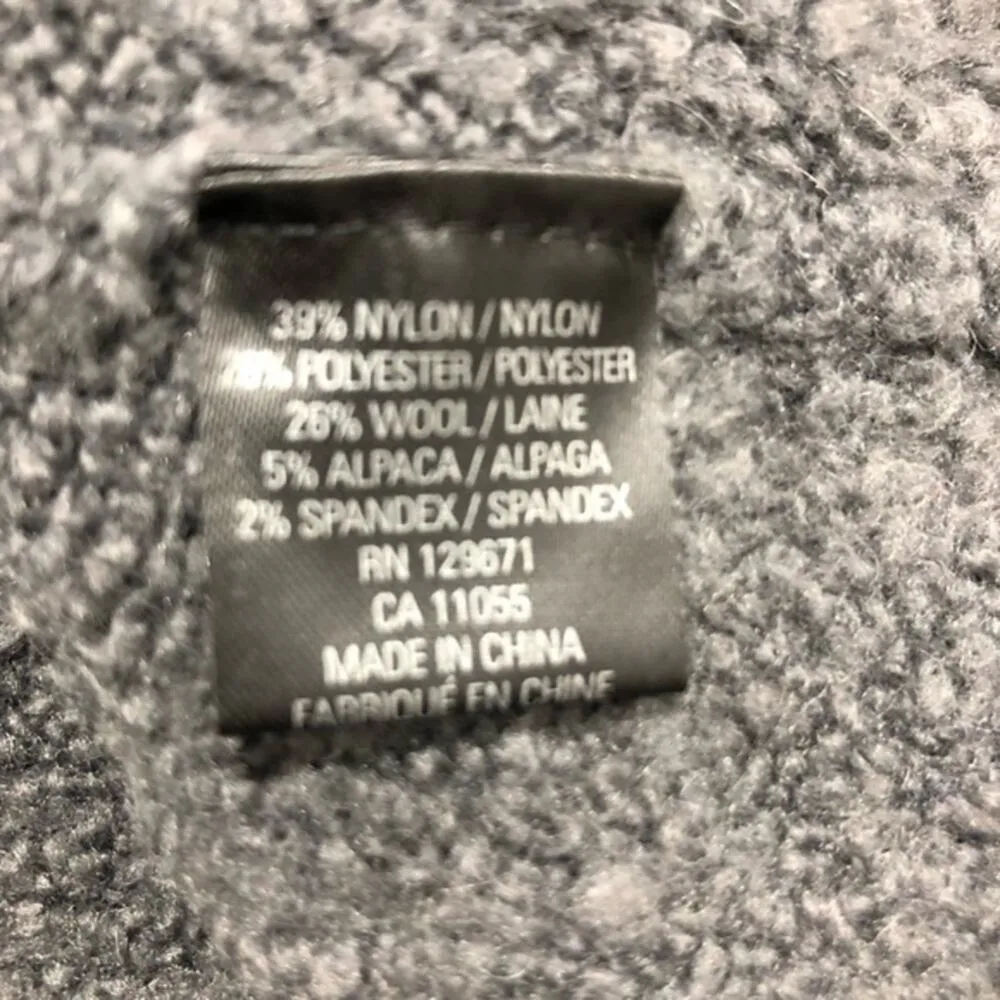 39% NYLON / NYLON
POLYESTER / POLYESTER
26% WOOL / LAINE
5% ALPACA / ALPAGA
2% SPANDEX / SPANDEX
RN 129671
CA 11055
MADE IN CHINA
FABRIQUÉ EN CHINE